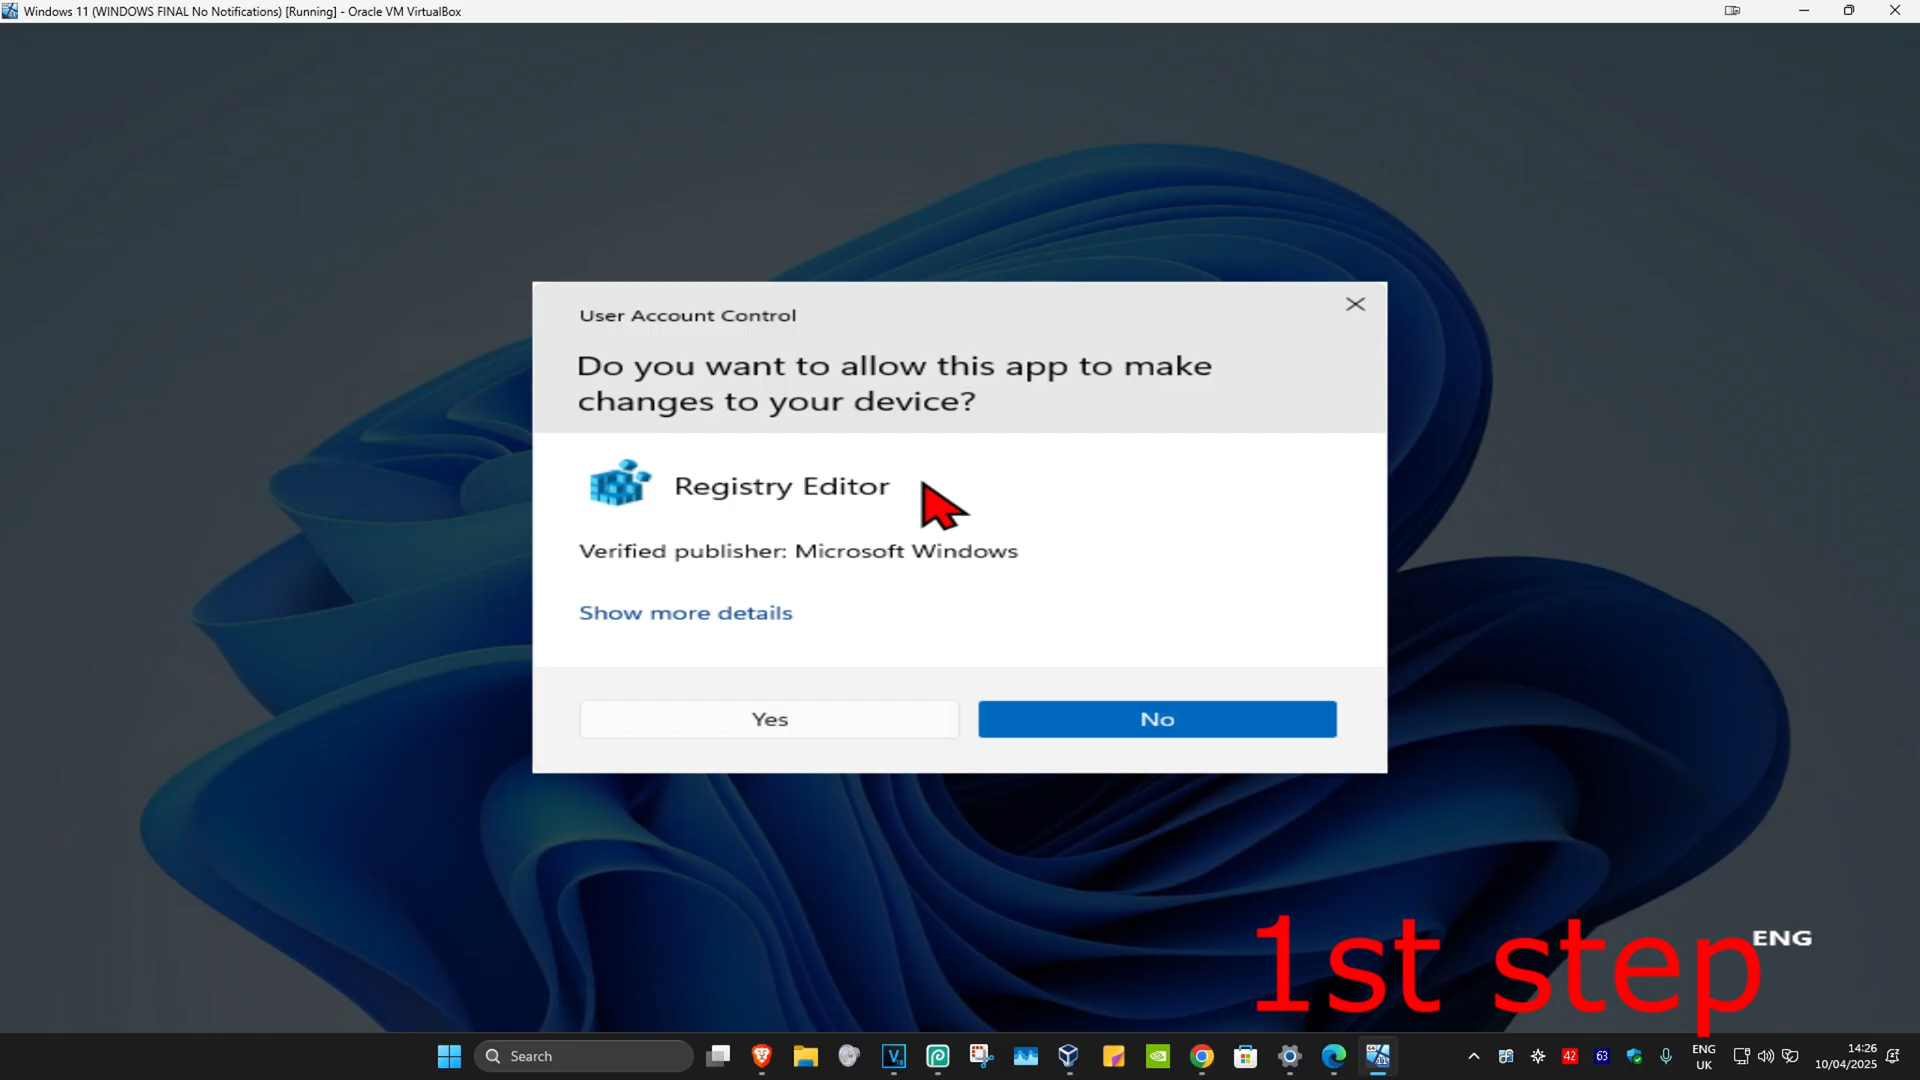 Windows 11 (WINDOWS FINAL No Notifications) [Running] - Oracle VM VirtualBox
User Account Control
Do you want to allow this app to make
changes to your device?
Registry Editor
Verified publisher: Microsoft Windows
Show more details
Yes
No
1st step
ENG
Search
42
63
ENG
UK
14:26
10/04/2025